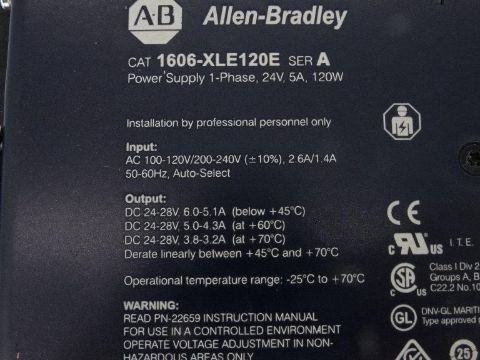 A-B Allen-Bradley
CAT 1606-XLE120E SER A
Power Supply 1-Phase, 24V, 5A, 120W
Installation by professional personnel only
Input:
AC 100-120V/200-240V (±10%), 2.6A/1.4A
50-60Hz, Auto-Select
Output:
DC 24-28V, 6.0-5.1A (below +45°C)
DC 24-28V, 5.0-4.3A (at +60°C)
DC 24-28V, 3.8-3.2A (at +70°C)
Derate linearly between +45°C and +70°C
Operational temperature range: -25°C to +70°C
WARNING:
READ PN-22659 INSTRUCTION MANUAL
FOR USE IN A CONTROLLED ENVIRONMENT
OPERATE VOLTAGE ADJUSTMENT IN NON-
HAZARDOUS AREAS ONLY
CE
c UL US I.T.E.
SA Class I Div 2
Groups A, B
C22.2 No.10
GL DNV-GL MARITI
Type approved
25